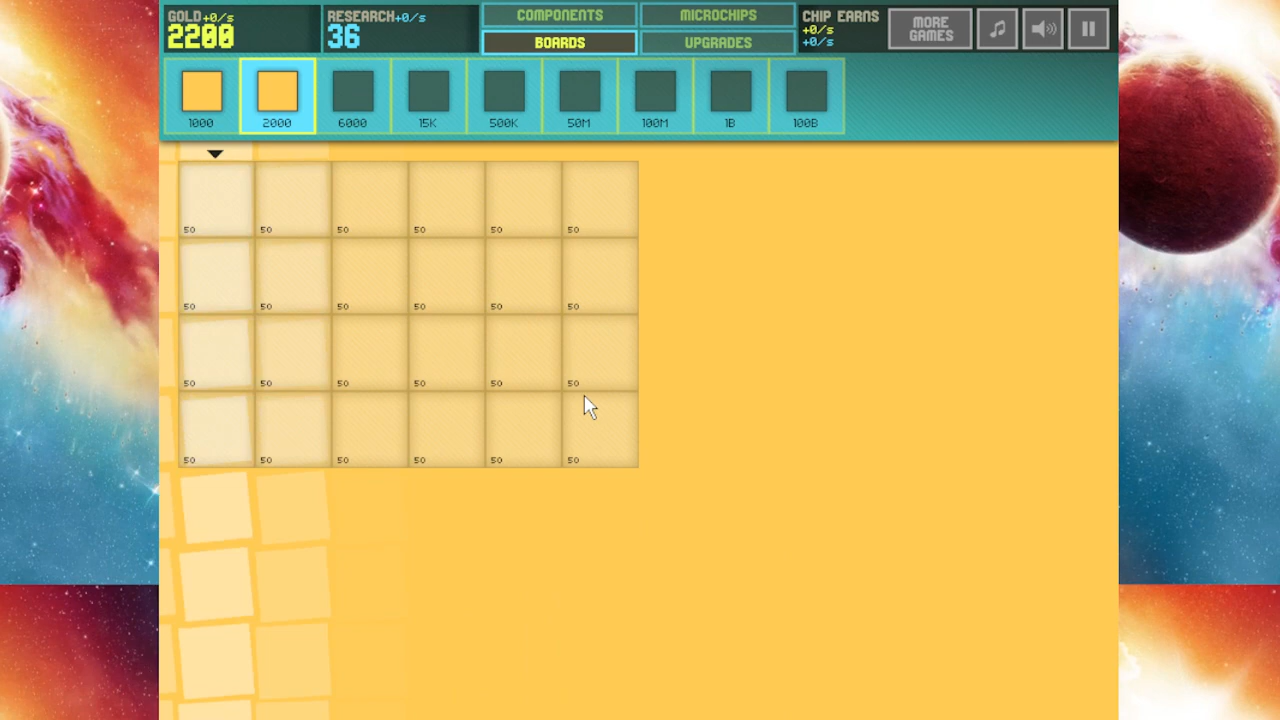 GOLD +0/s
2200
RESEARCH +0/s
36
COMPONENTS
MICROCHIPS
BOARDS
UPGRADES
CHIP EARNS
+0/s
+0/s
MORE
GAMES
1000 2000 6000 15K 500K 50M 100M 1B 100B
50 50 50 50 50 50
50 50 50 50 50 50
50 50 50 50 50 50
50 50 50 50 50 50